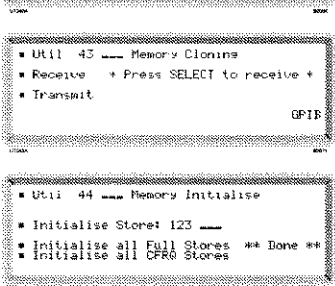 Util 43 ___ Memory Cloning
Receive * Press SELECT to receive *
Transmit
GPIB
Util 44 ___ Memory Initialise
Initialise Store: 123 ___
Initialise all Full Stores ** Done **
Initialise all CFRQ Stores